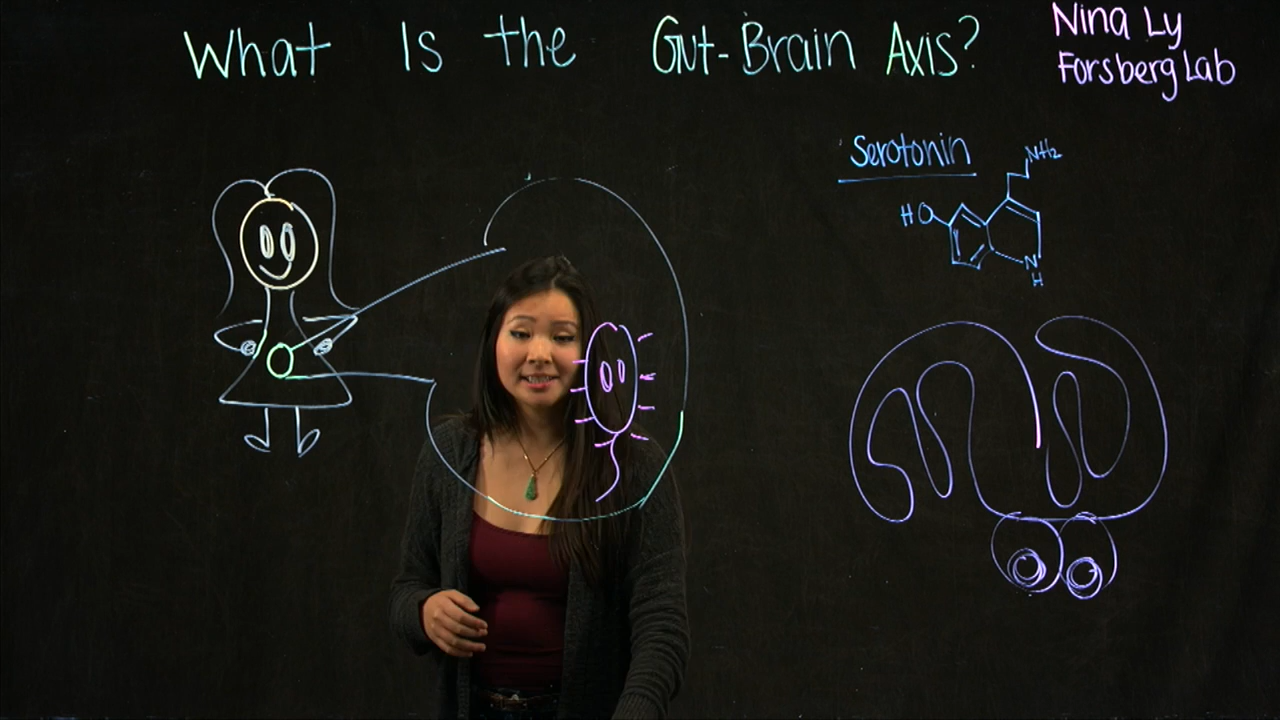 What Is the Gut-Brain Axis?
Nina Ly
Forsberg Lab
Serotonin
NH₂
HO
N
H